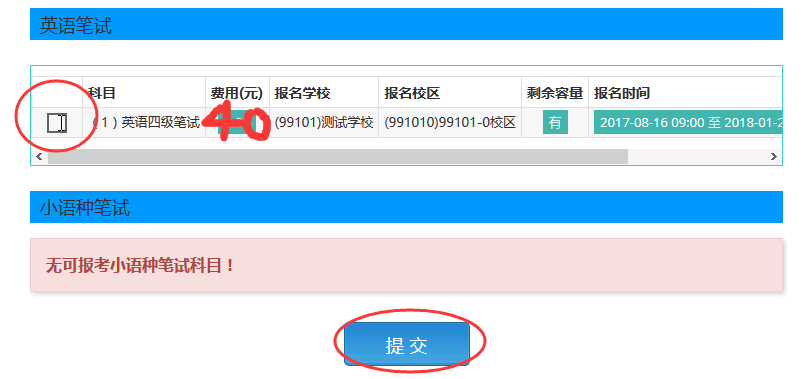 英语笔试
科目 费用(元) 报名学校 报名校区 剩余容量 报名时间
( 1 ) 英语四级笔试 40 (99101)测试学校 (991010)99101-0校区 有 2017-08-16 09:00 至 2018-01-2
小语种笔试
无可报考小语种笔试科目！
提 交